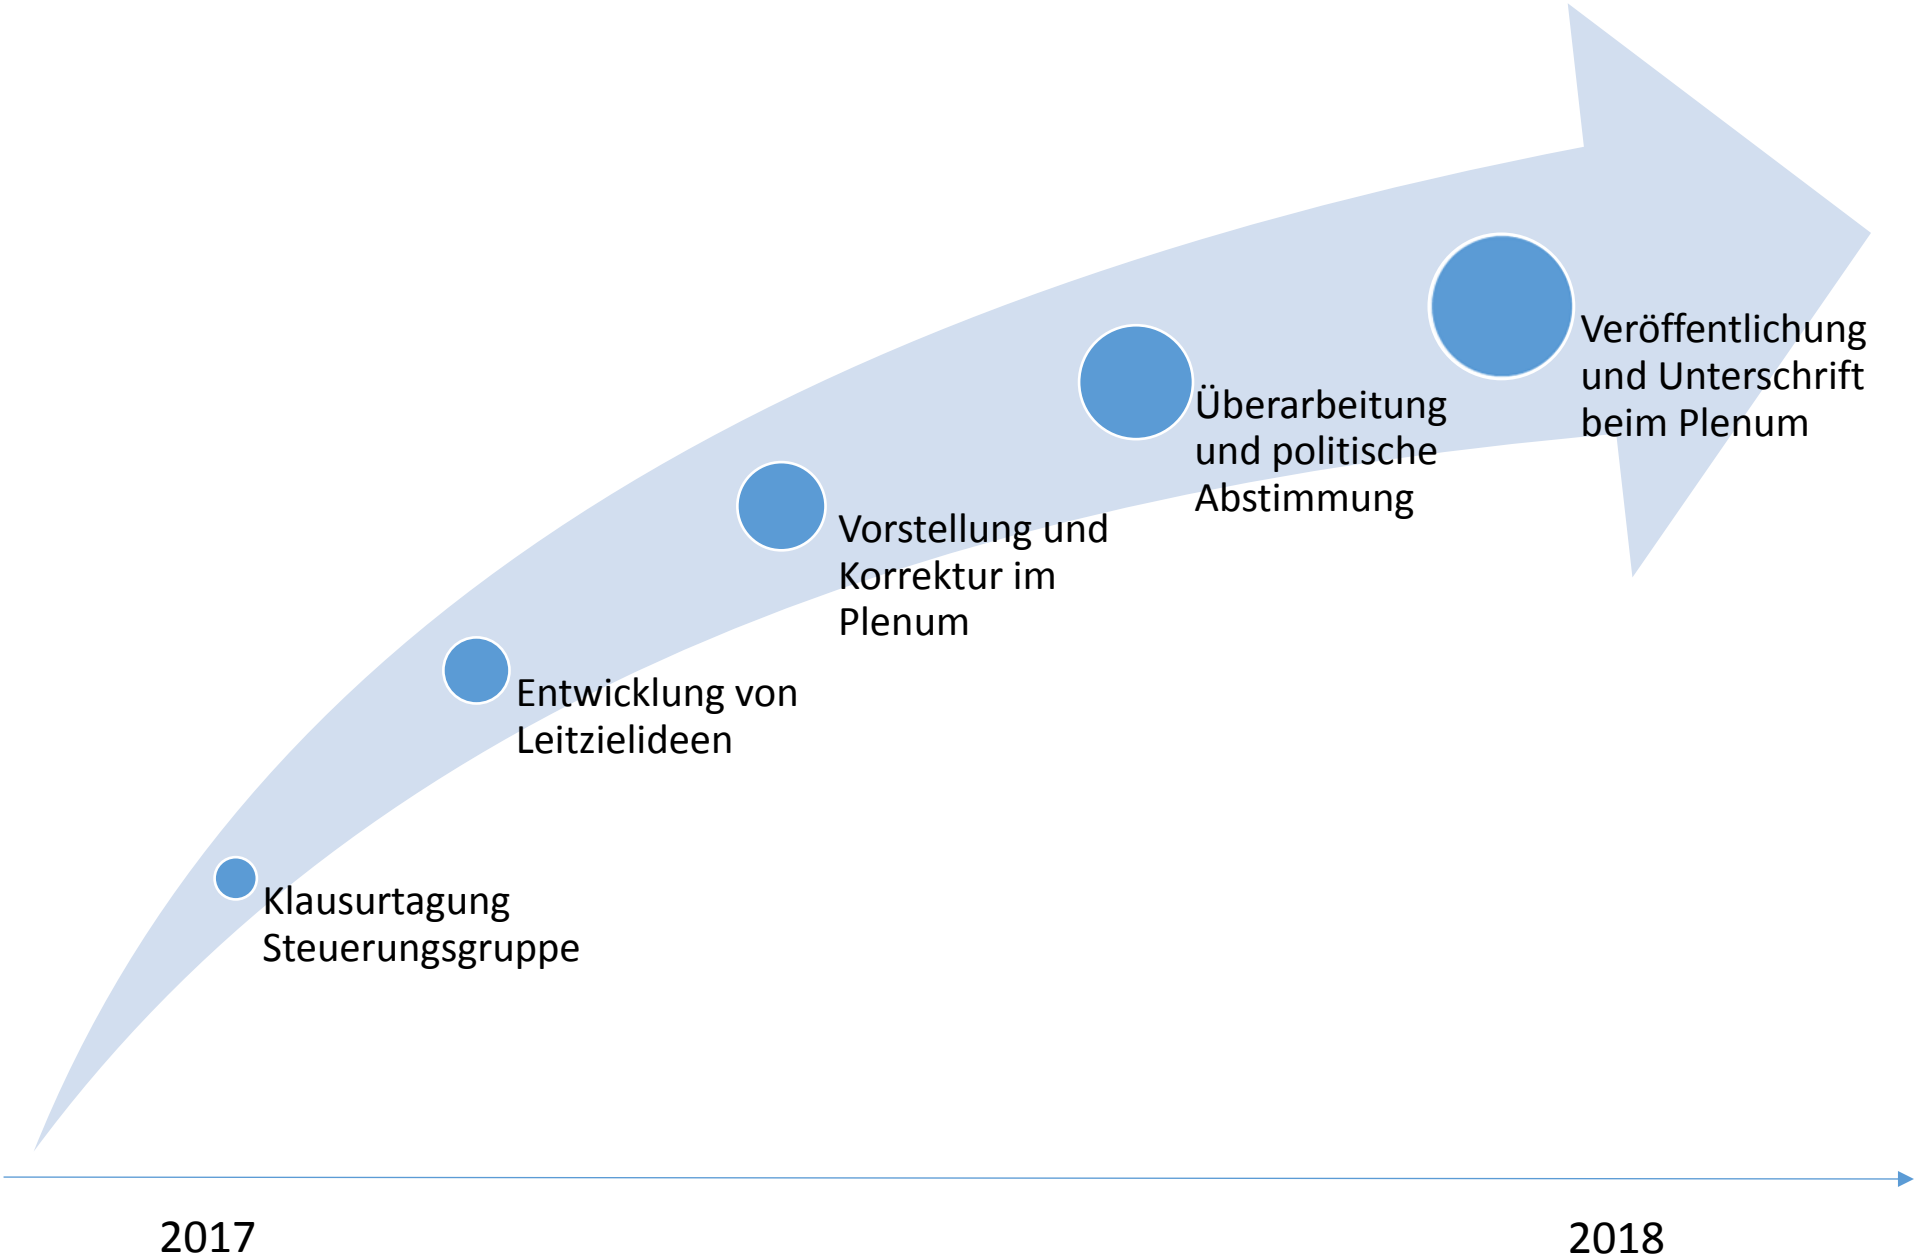 Klausurtagung
Steuerungsgruppe
Entwicklung von
Leitzielideen
Vorstellung und
Korrektur im
Plenum
Überarbeitung
und politische
Abstimmung
Veröffentlichung
und Unterschrift
beim Plenum
2017
2018